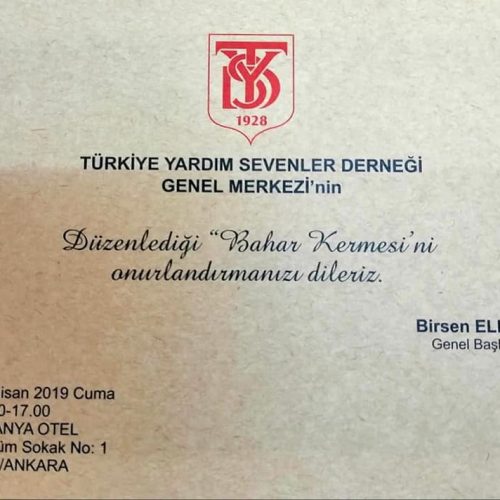 TYSD
1928
TÜRKİYE YARDIM SEVENLER DERNEĞİ
GENEL MERKEZİ’nin
Düzenlediği “Bahar Kermesi’ni
onurlandırmanızı dileriz.
Birsen
Genel
2019 Cuma
-17.00
OTEL
Sokak No: 1
/ANKARA